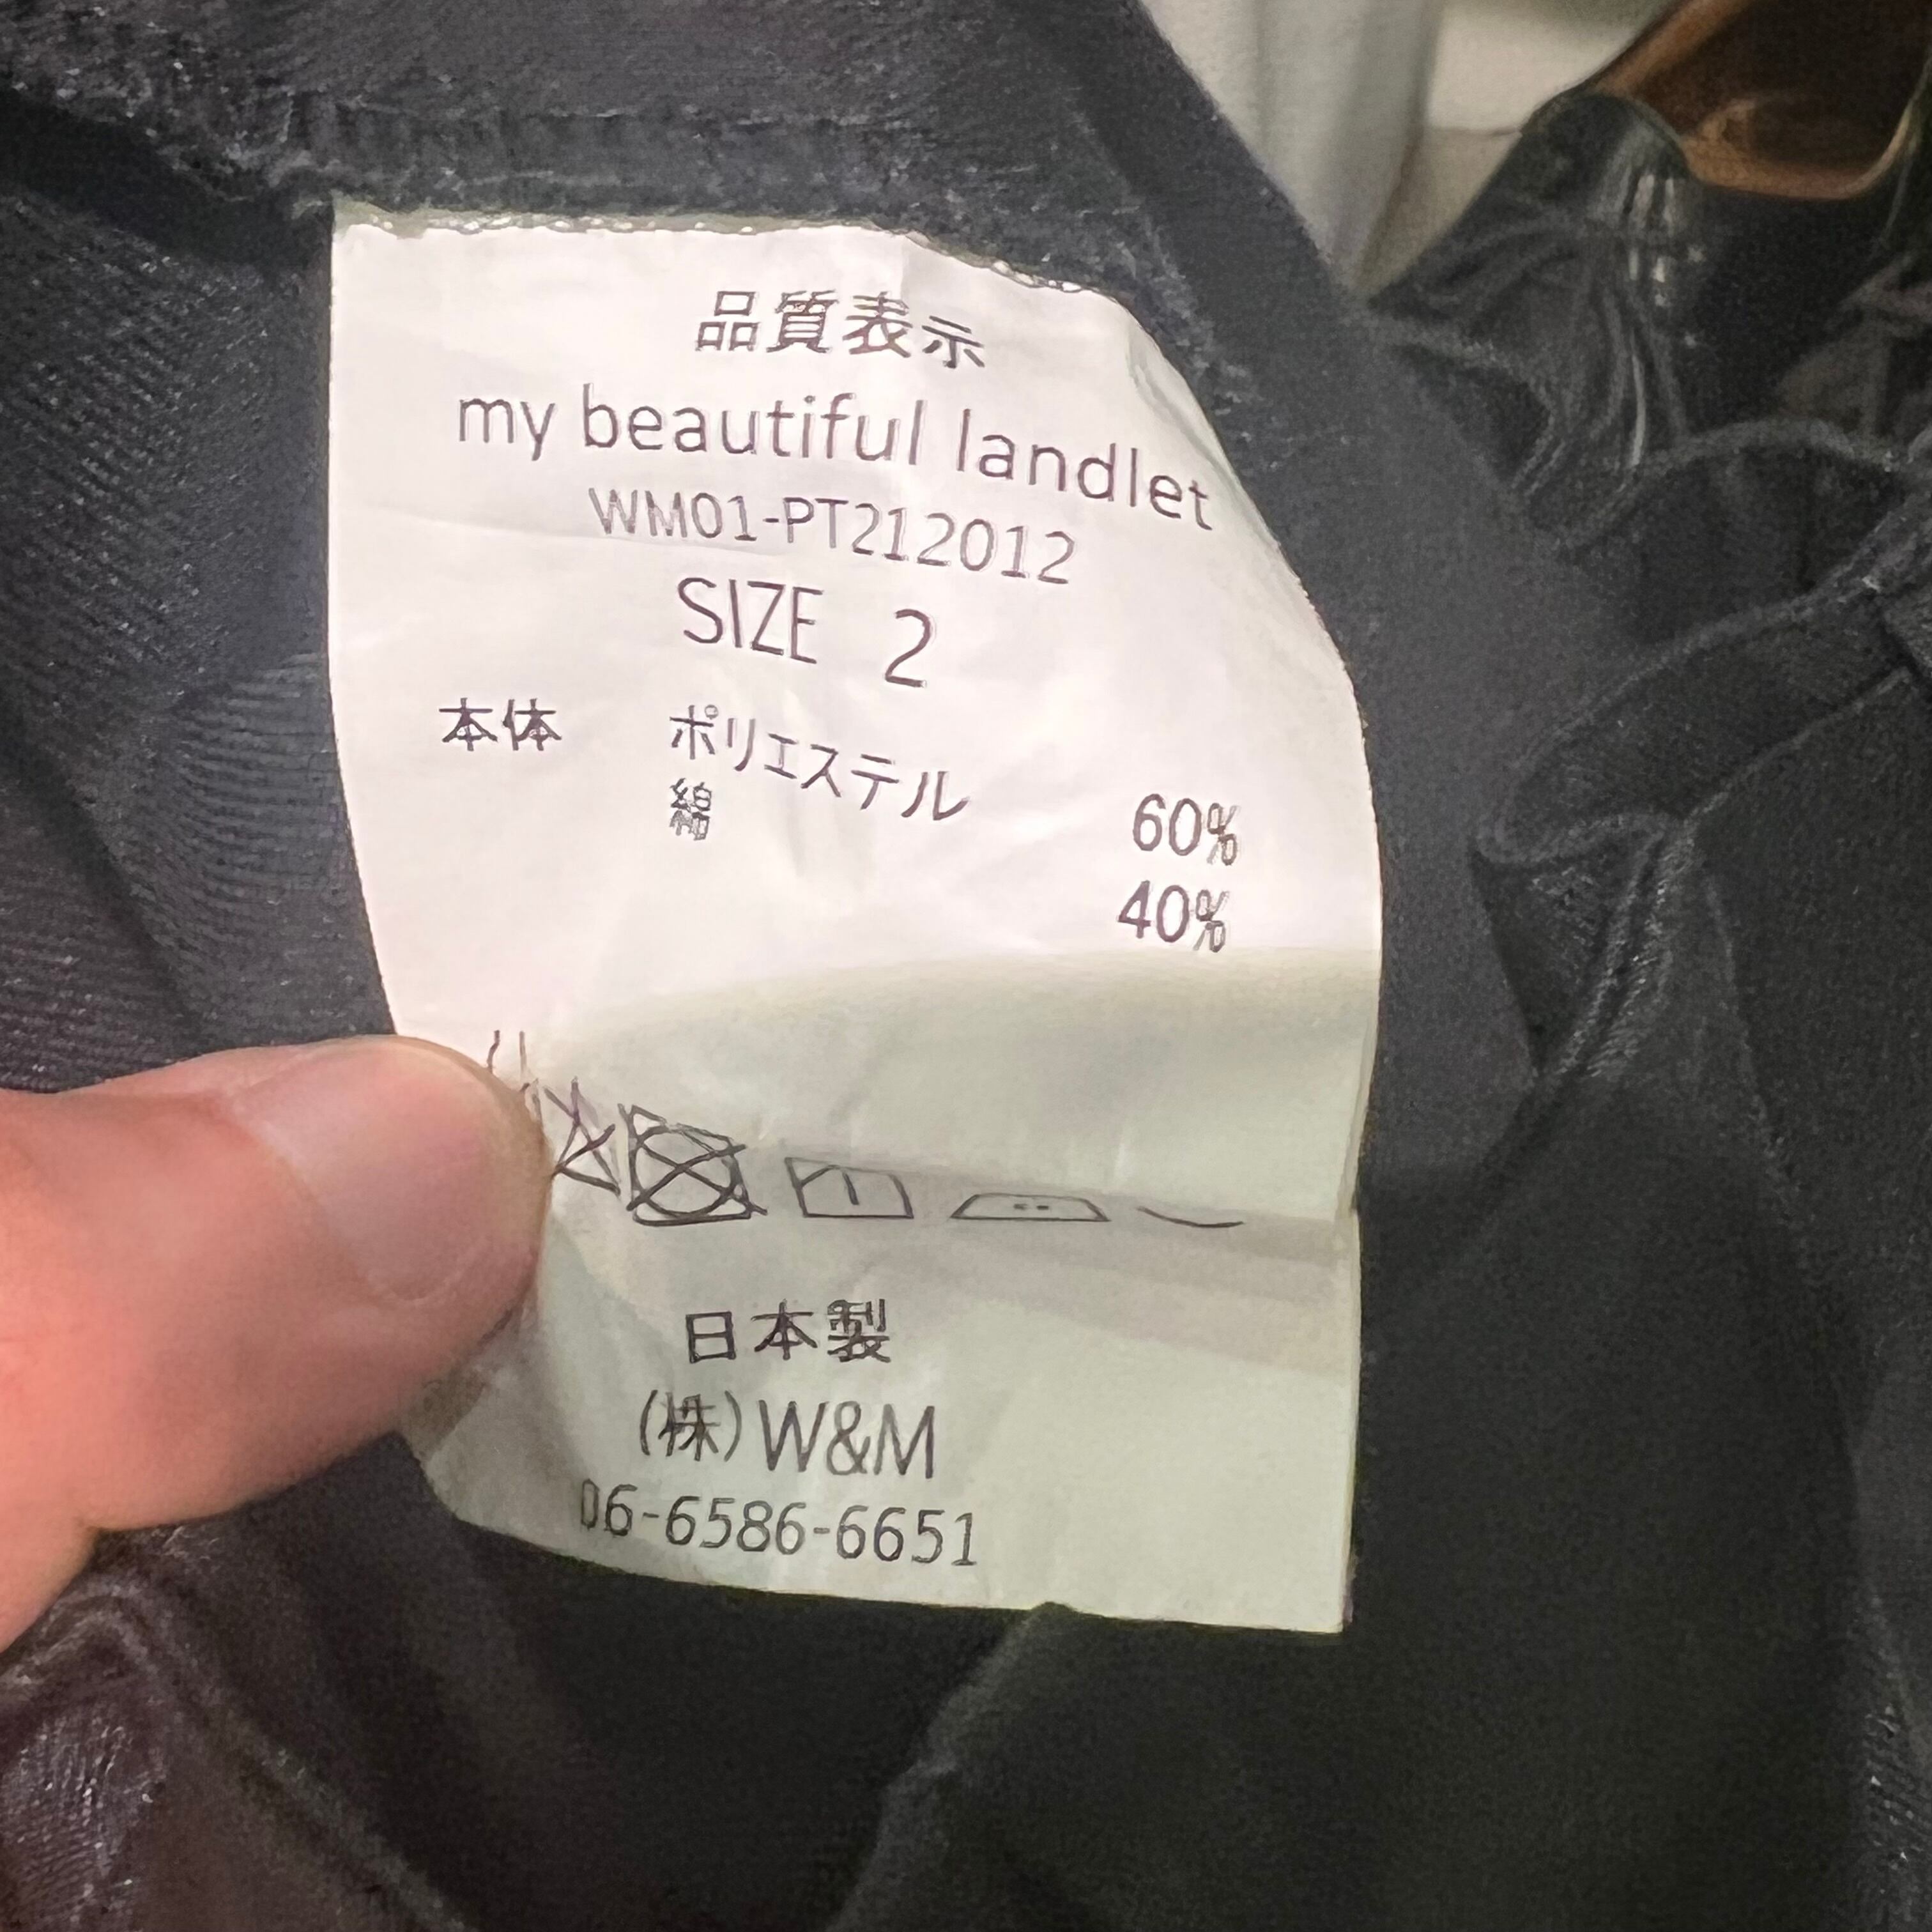 品質表示
my beautiful landlet
WM01-PT212012
SIZE 2
本体 ポリエステル 60%
綿 40%
日本製
(株)W&M
06-6586-6651